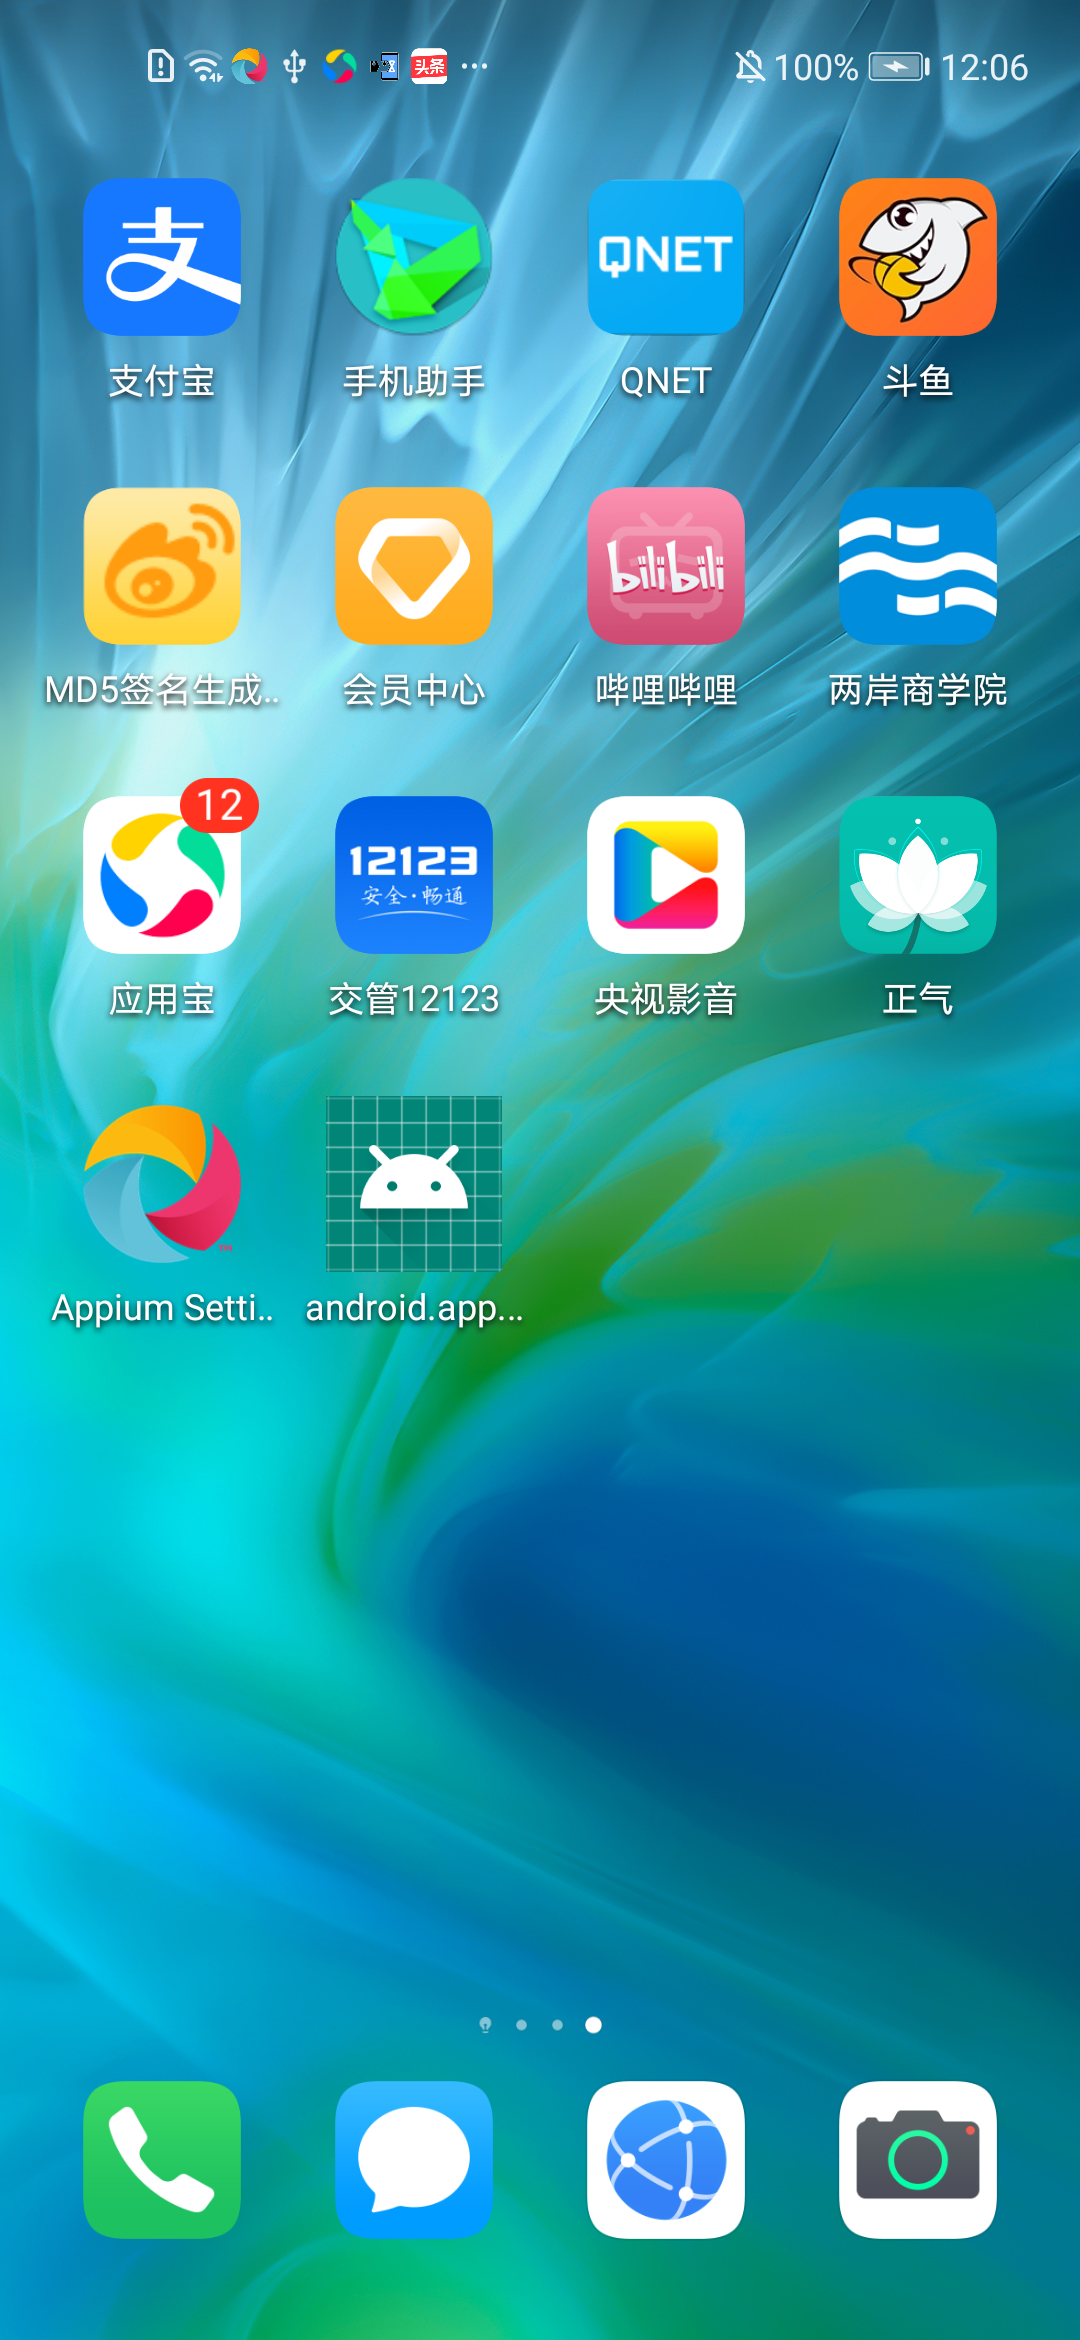 头条 ... 100% 12:06
QNET
支付宝 手机助手 QNET 斗鱼
bilibili
MD5签名生成.. 会员中心 哔哩哔哩 两岸商学院
12
12123
安全·畅通
应用宝 交管12123 央视影音 正气
TM
Appium Setti.. android.app...